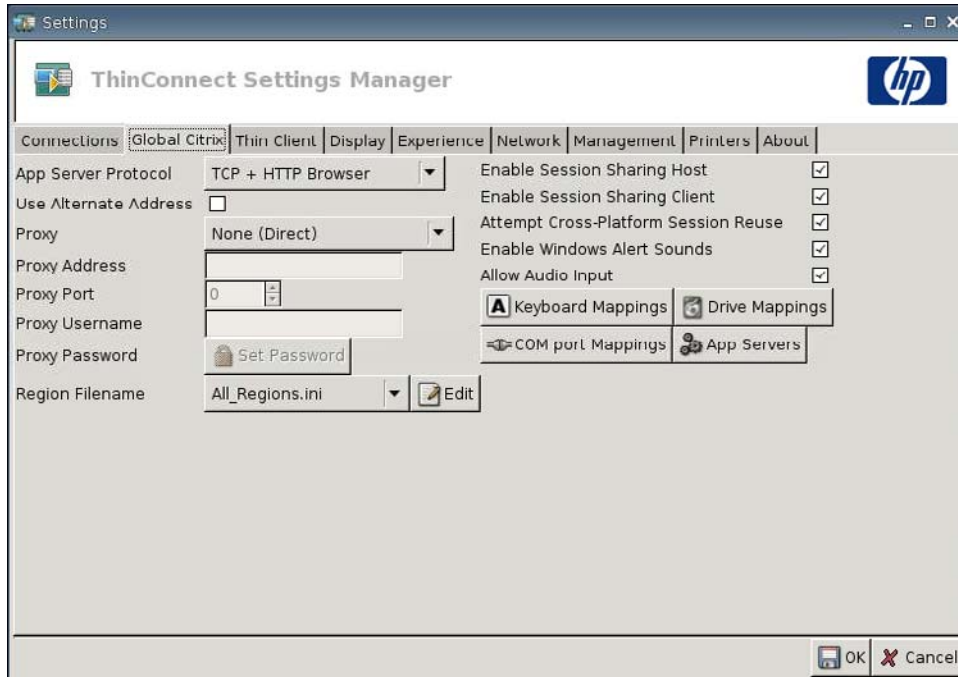 Settings
ThinConnect Settings Manager
hp
Connections Global Citrix Thin Client Display Experience Network Management Printers About
App Server Protocol TCP + HTTP Browser
Use Alternate Address
Proxy None (Direct)
Proxy Address
Proxy Port 0
Proxy Username
Proxy Password Set Password
Region Filename All_Regions.ini Edit
Enable Session Sharing Host
Enable Session Sharing Client
Attempt Cross-Platform Session Reuse
Enable Windows Alert Sounds
Allow Audio Input
A Keyboard Mappings Drive Mappings
COM port Mappings App Servers
OK Cancel